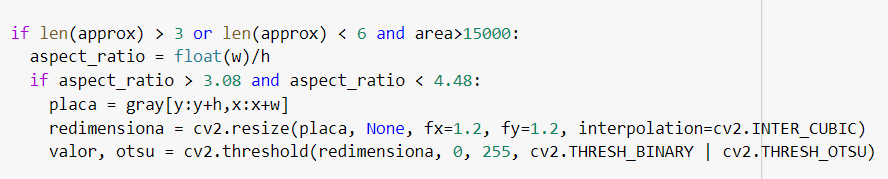 if len(approx) > 3 or len(approx) < 6 and area>15000:
  aspect_ratio = float(w)/h
  if aspect_ratio > 3.08 and aspect_ratio < 4.48:
    placa = gray[y:y+h,x:x+w]
    redimensiona = cv2.resize(placa, None, fx=1.2, fy=1.2, interpolation=cv2.INTER_CUBIC)
    valor, otsu = cv2.threshold(redimensiona, 0, 255, cv2.THRESH_BINARY | cv2.THRESH_OTSU)